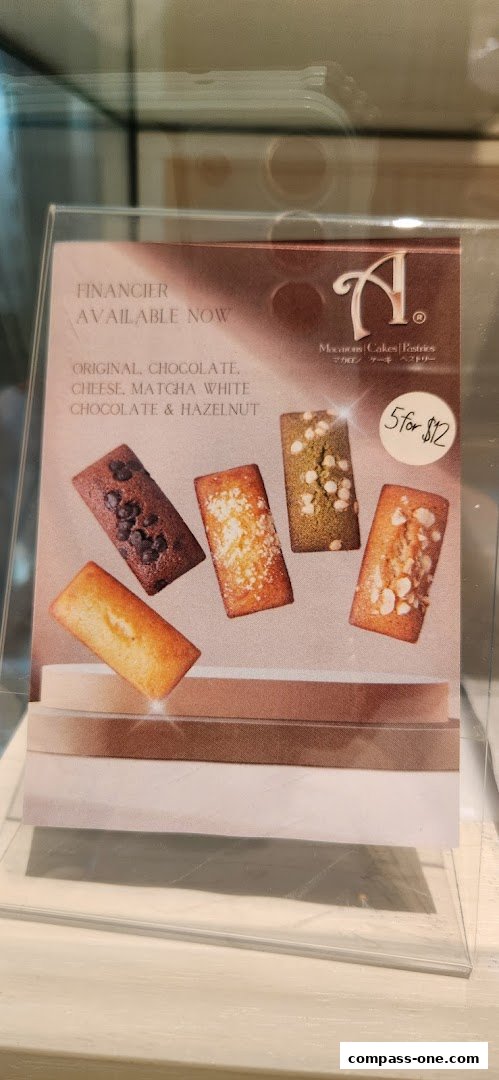 FINANCIER
AVAILABLE NOW
ORIGINAL, CHOCOLATE,
CHEESE, MATCHA WHITE
CHOCOLATE & HAZELNUT
A®
Macarons | Cakes | Pastries
マカロン ケーキ ペストリー
5 for $12
compass-one.com